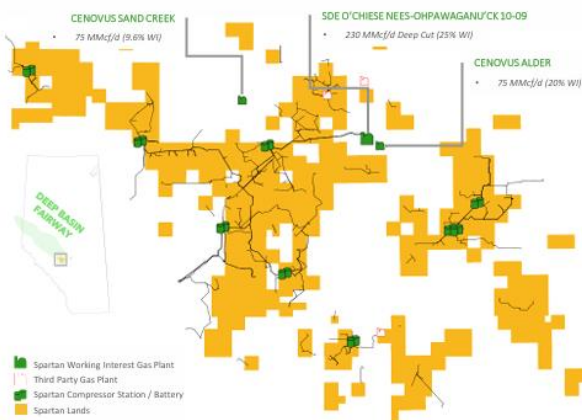 CENOVUS SAND CREEK
• 75 MMcf/d (9.6% WI)
SDE O'CHIESE NEES-OHPAWAGANU'CK 10-09
• 230 MMcf/d Deep Cut (25% WI)
CENOVUS ALDER
• 75 MMcf/d (20% WI)
DEEP BASIN
FAIRWAY
Spartan Working Interest Gas Plant
Third Party Gas Plant
Spartan Compressor Station / Battery
Spartan Lands